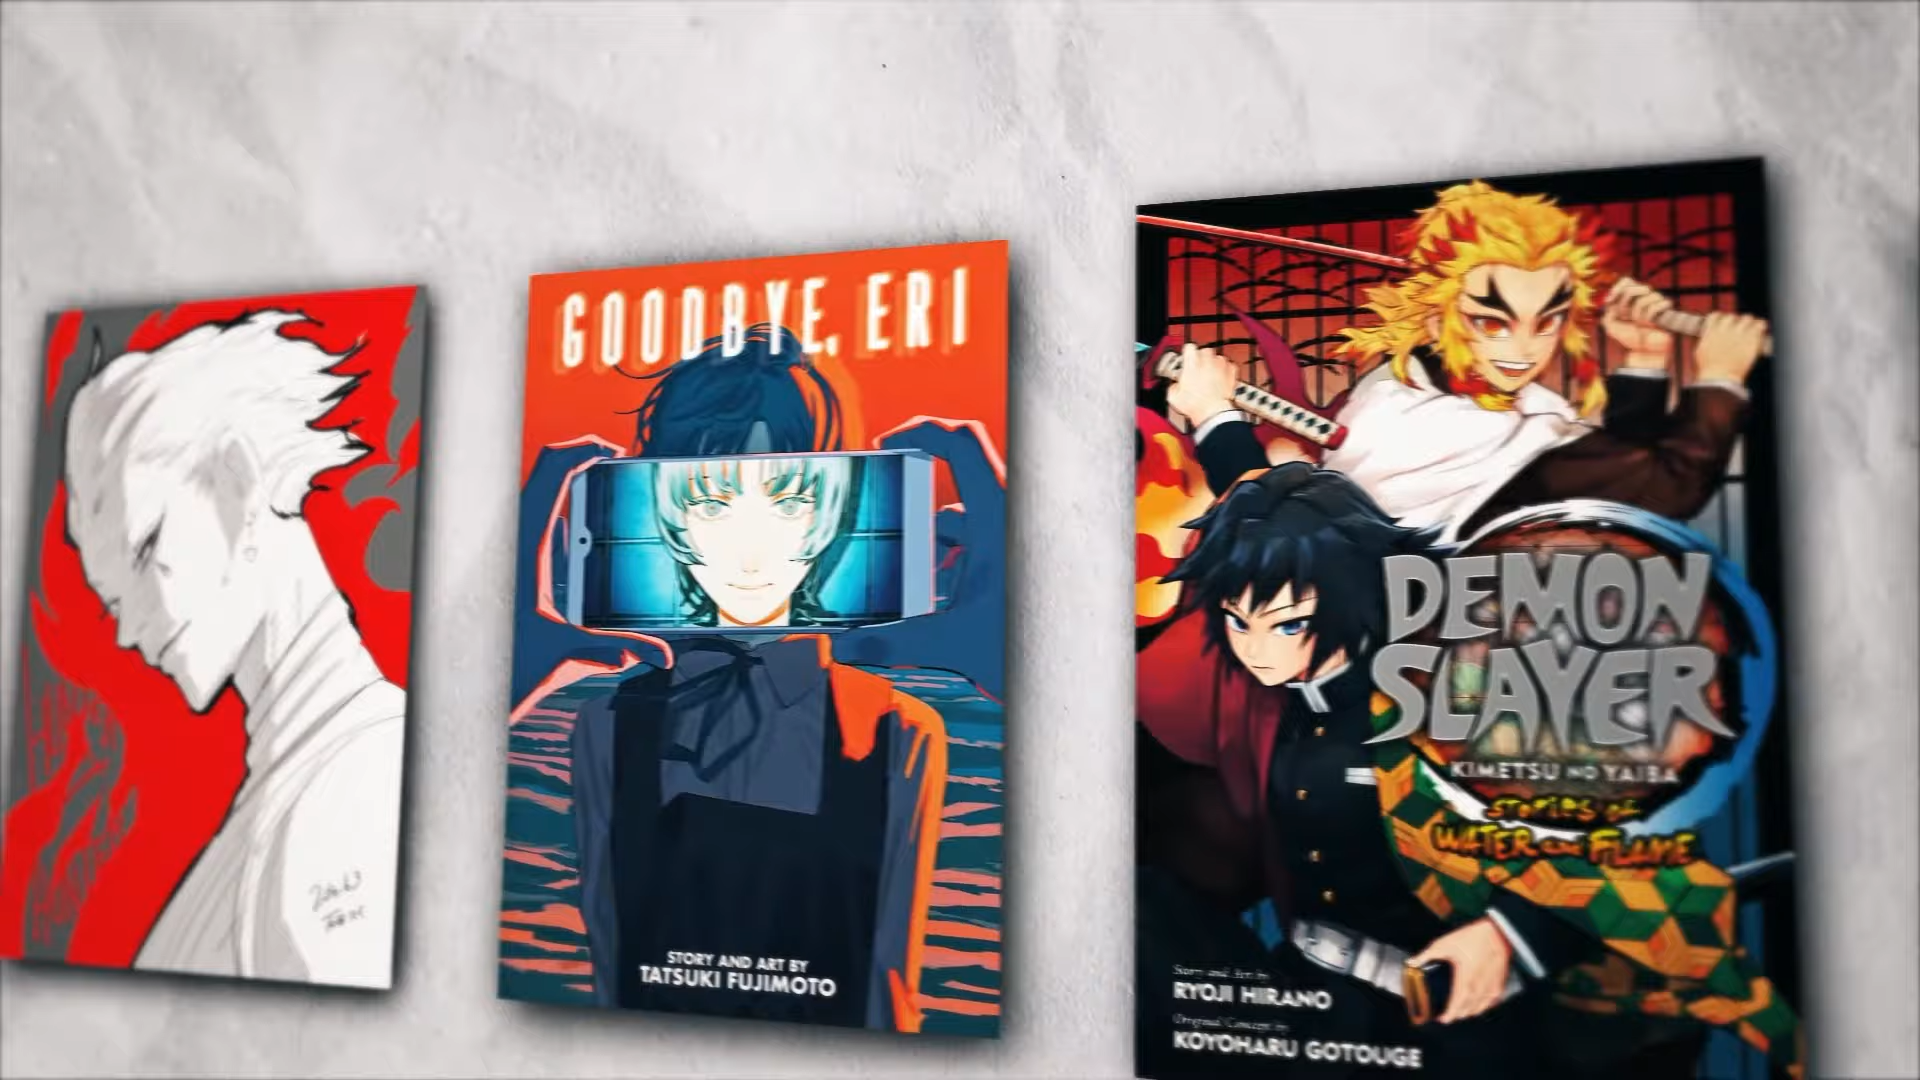 GOODBYE, ERI
STORY AND ART BY
TATSUKI FUJIMOTO
DEMON
SLAYER
KIMETSU NO YAIBA
STORIES OF
WATER AND FLAME
Story and Art by
RYOJI HIRANO
Original Concept by
KOYOHARU GOTOUGE